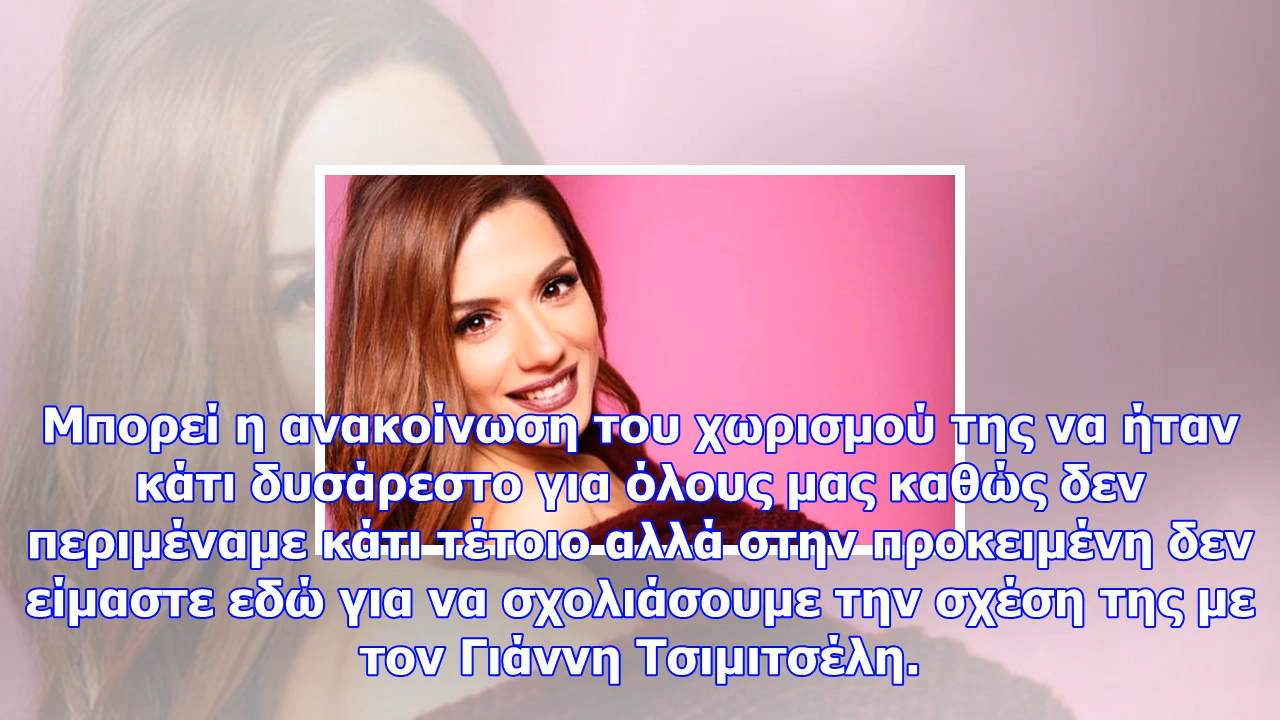 Μπορεί η ανακοίνωση του χωρισμού της να ήταν
κάτι δυσάρεστο για όλους μας καθώς δεν
περιμέναμε κάτι τέτοιο αλλά στην προκειμένη δεν
είμαστε εδώ για να σχολιάσουμε την σχέση της με
τον Γιάννη Τσιμιτσέλη.